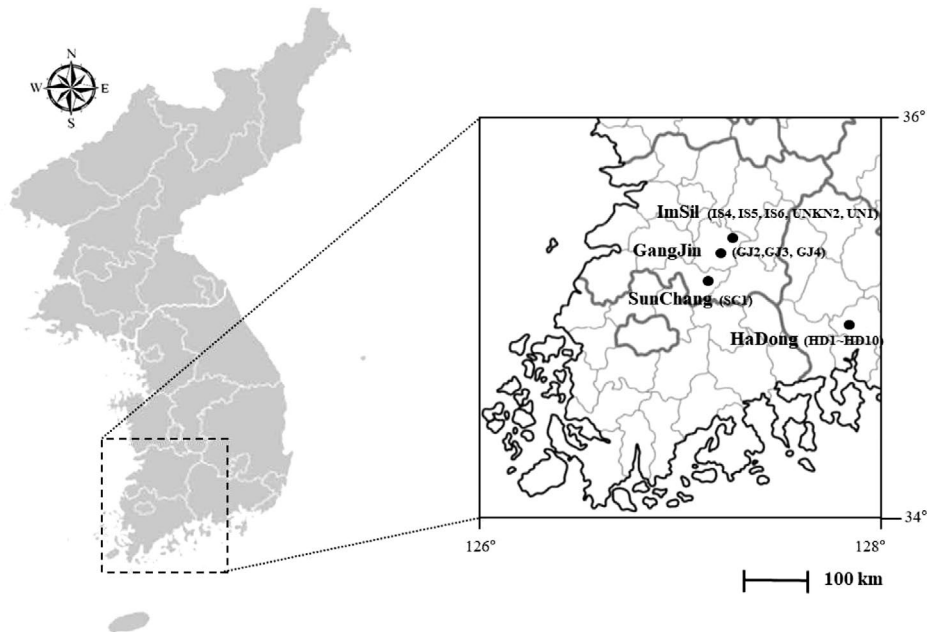 N
W E
S
36°
ImSil (IS4, IS5, IS6, UNKN2, UN1)
GangJin (GJ2,GJ3, GJ4)
SunChang (SC1)
HaDong (HD1~HD10)
34°
126° 128°
100 km